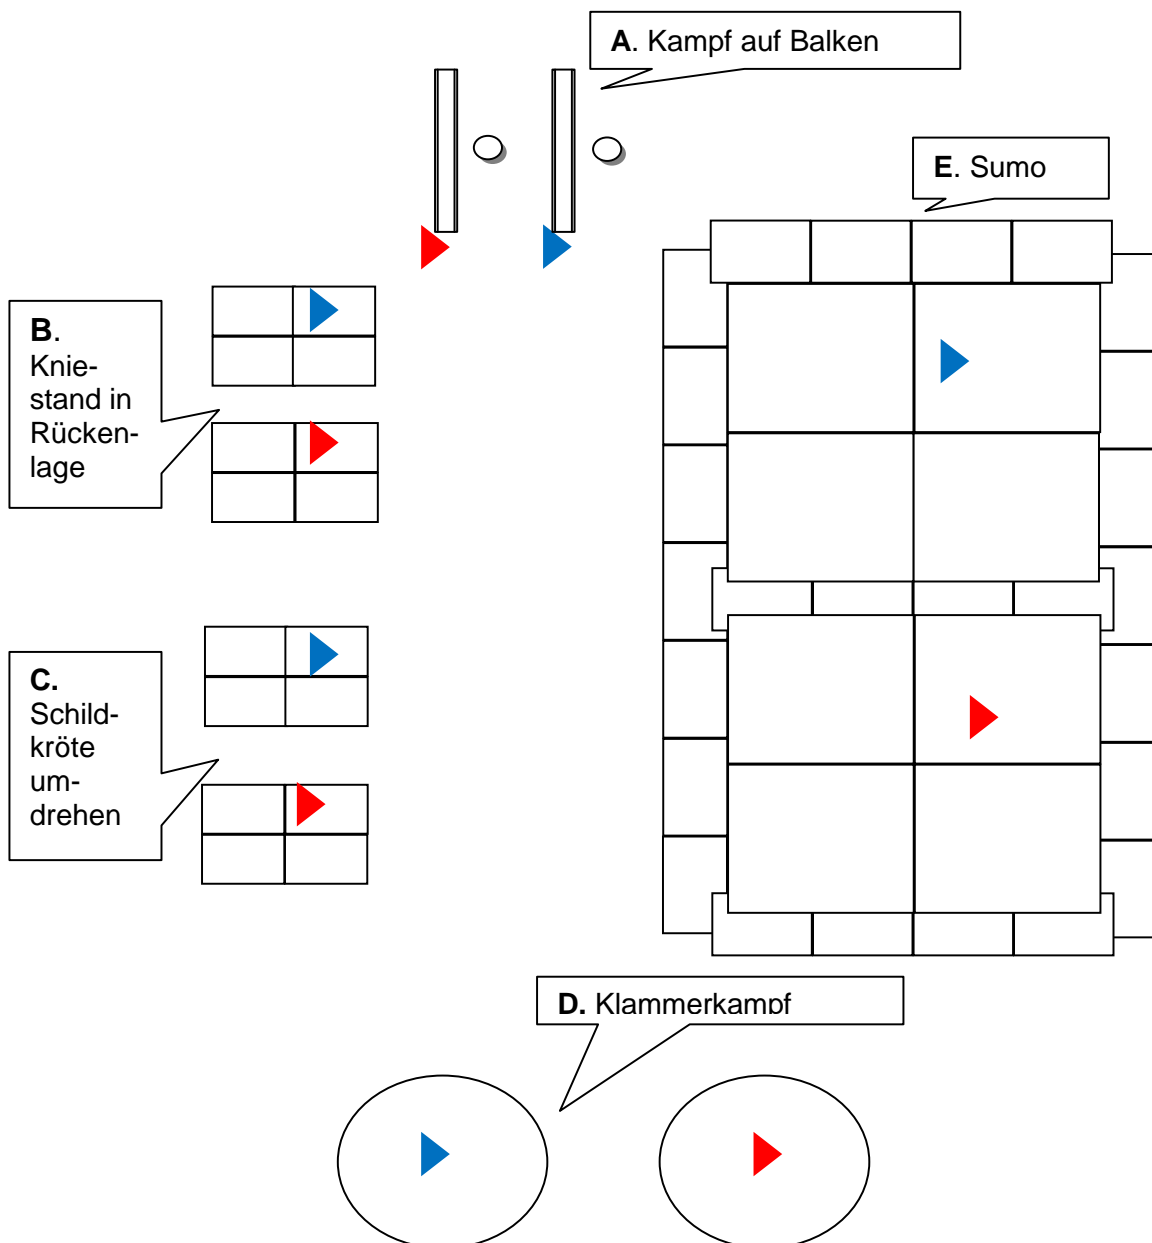 A. Kampf auf Balken
E. Sumo
B.
Knie-
stand in
Rücken-
lage
C.
Schild-
kröte
um-
drehen
D. Klammerkampf